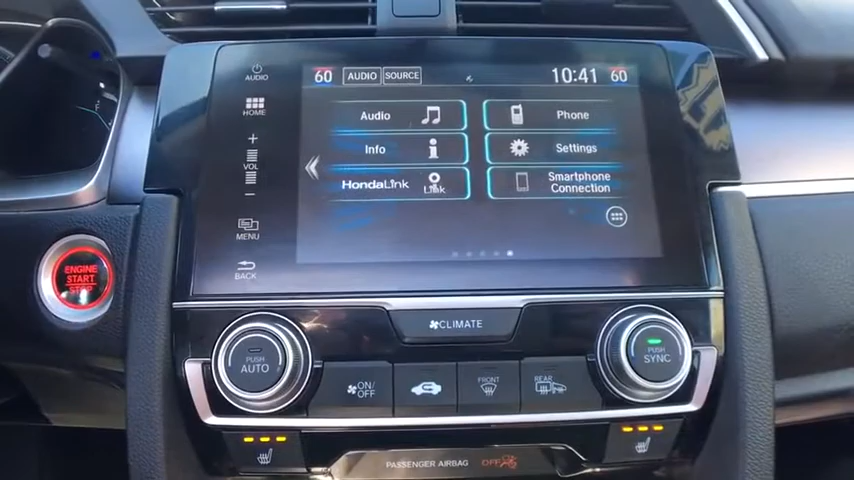 AUDIO
60 AUDIO SOURCE 10:41 60
HOME
Audio Phone
VOL
Info Settings
HondaLink Link Smartphone
Connection
MENU
BACK
ENGINE
START
STOP
CLIMATE
PUSH
AUTO
PUSH
SYNC
ON/
OFF
FRONT
REAR
PASSENGER AIRBAG OFF